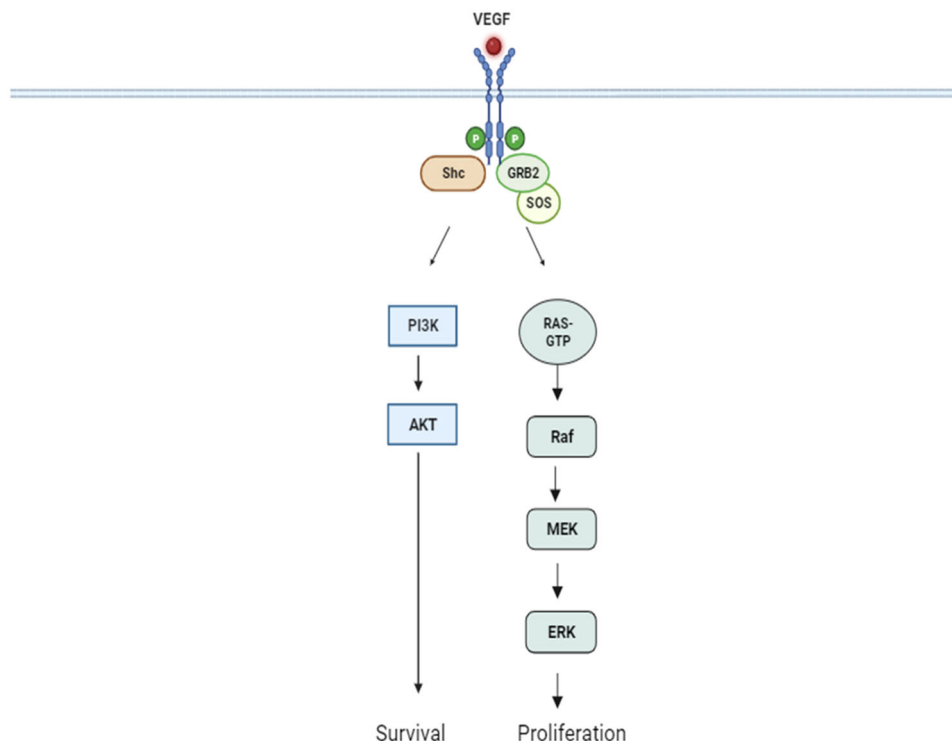 VEGF
P
P
Shc
GRB2
SOS
PI3K
RAS-
GTP
AKT
Raf
MEK
ERK
Survival
Proliferation